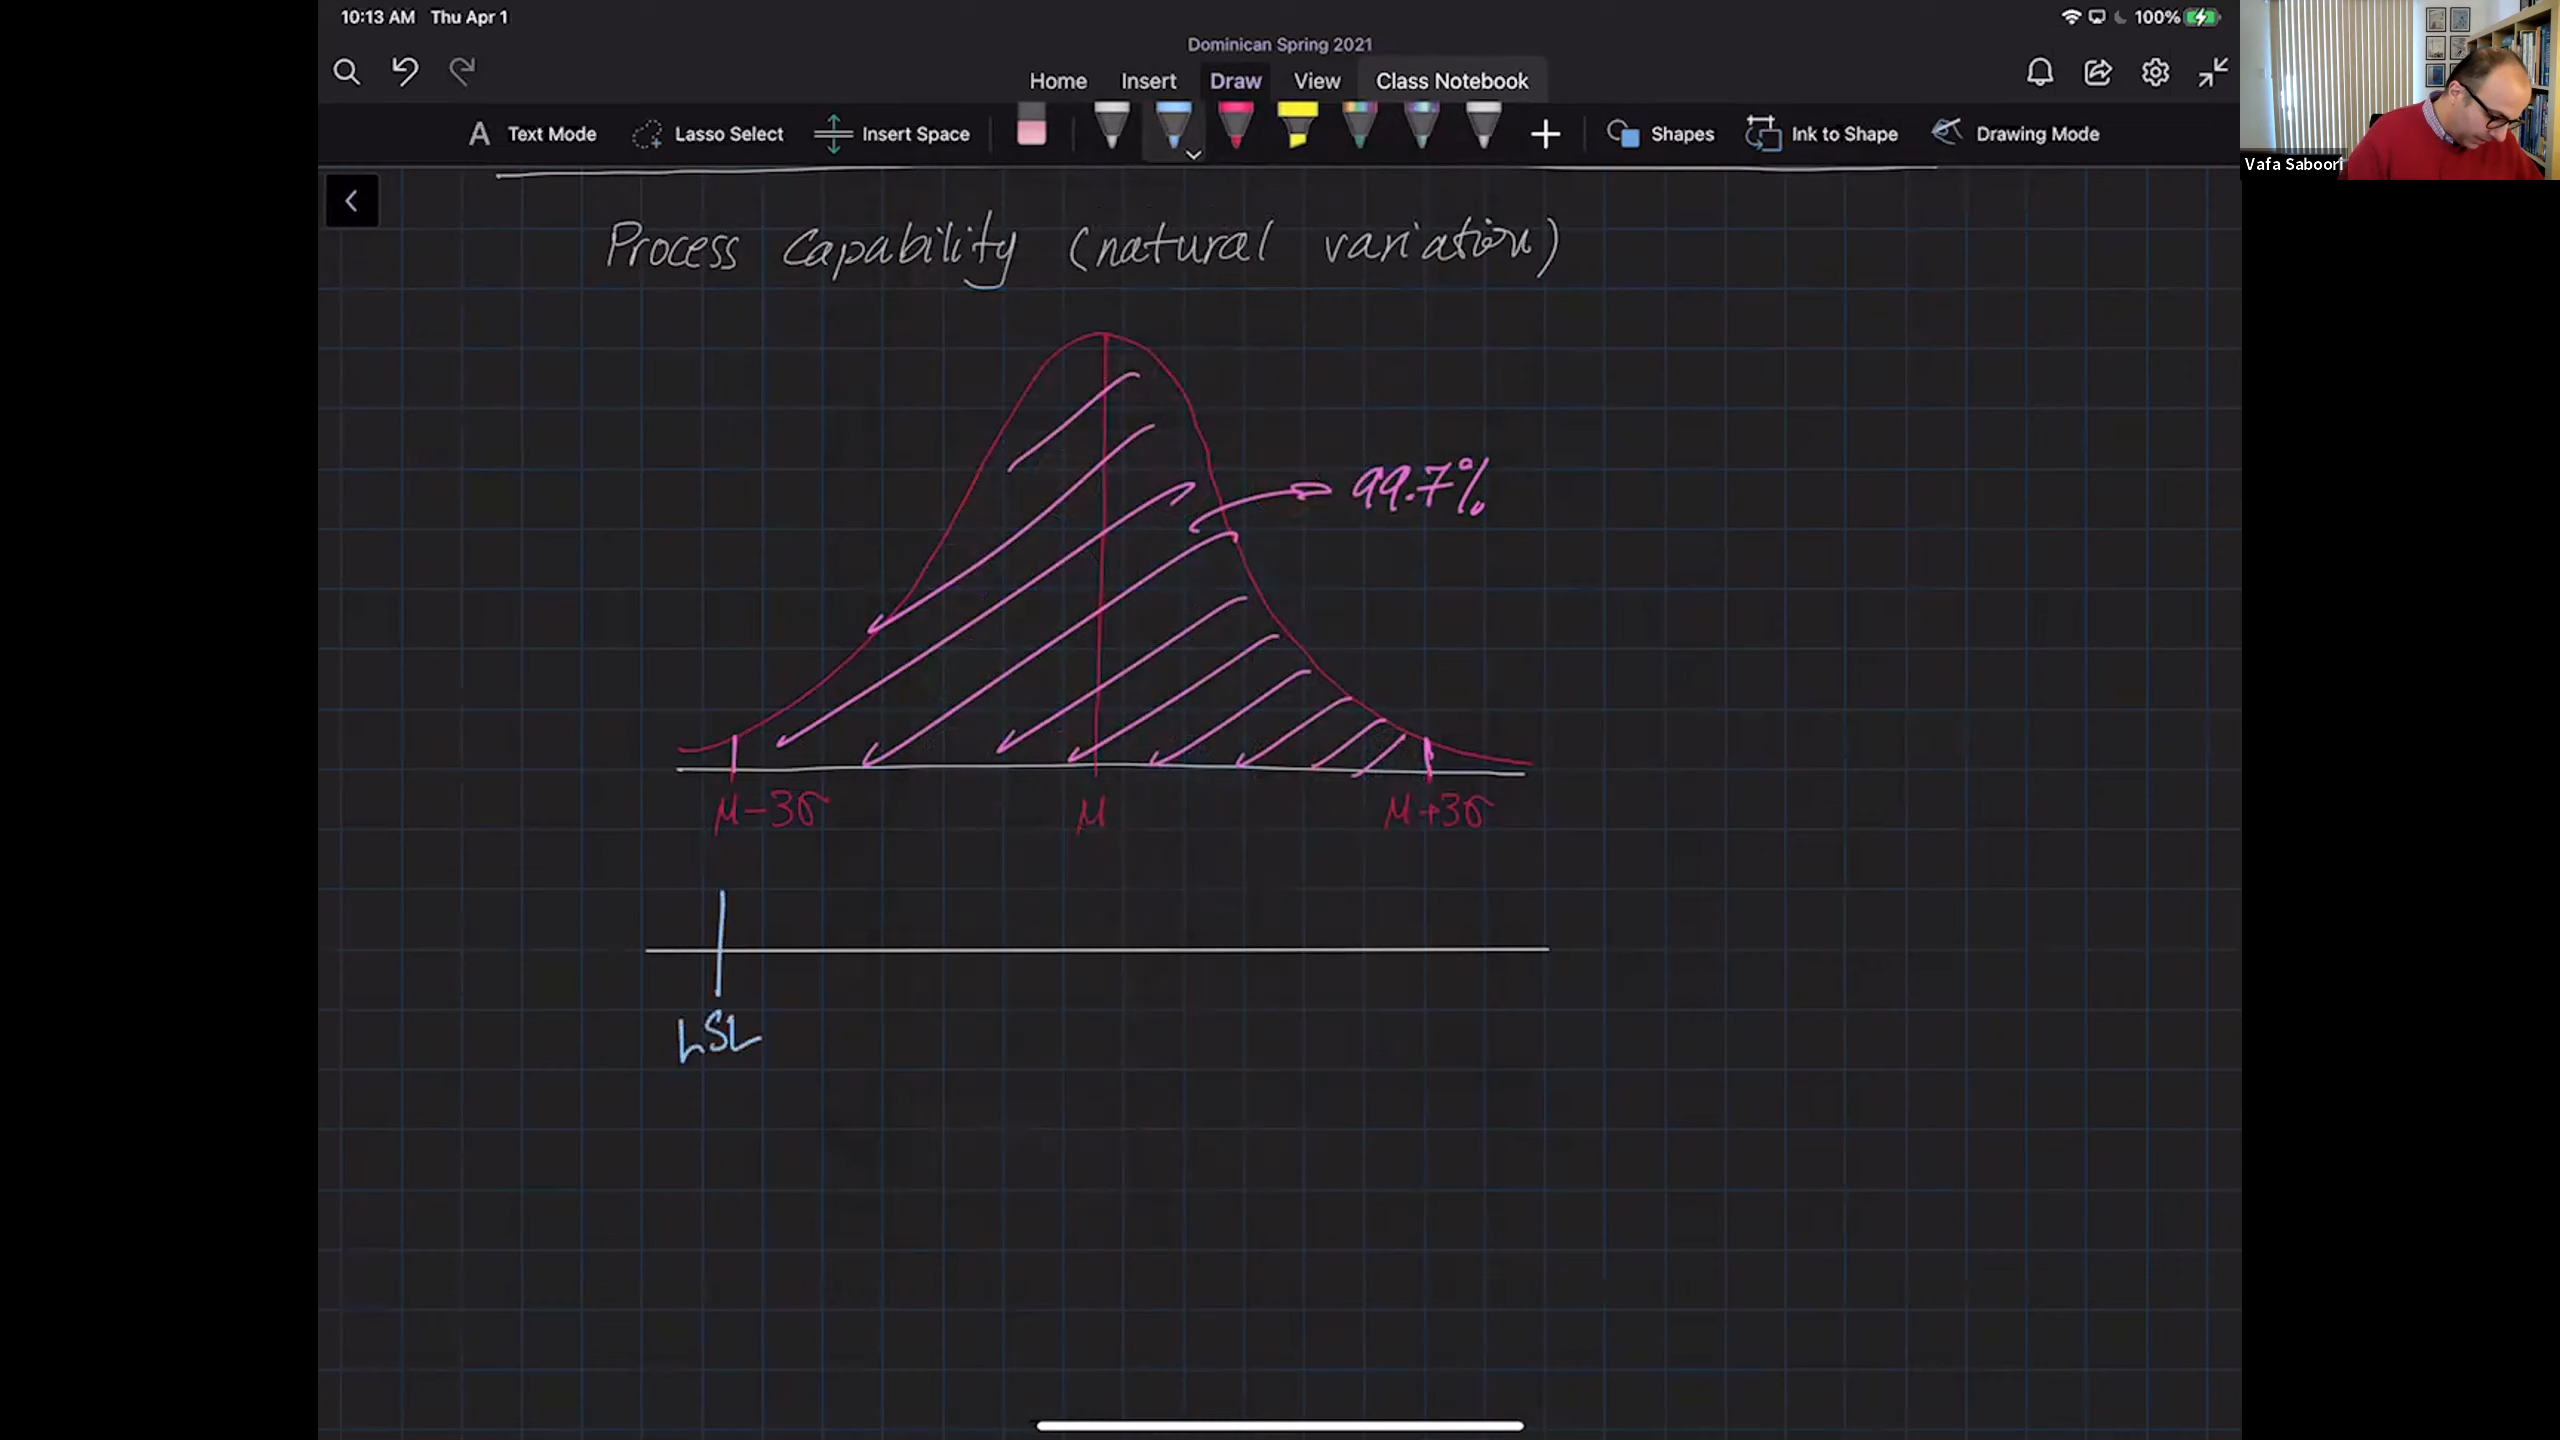 10:13 AM Thu Apr 1
100%
Dominican Spring 2021
Home Insert Draw View Class Notebook
Text Mode Lasso Select Insert Space Shapes Ink to Shape Drawing Mode
Vafa Saboori
Process Capability (natural variation)
99.7%
μ-3σ μ μ+3σ
LSL